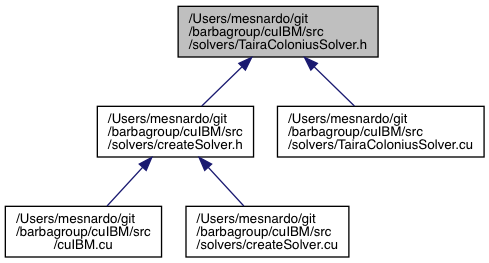 /Users/mesnardo/git
/barbagroup/cuIBM/src
/solvers/TairaColoniusSolver.h
/Users/mesnardo/git
/barbagroup/cuIBM/src
/solvers/createSolver.h
/Users/mesnardo/git
/barbagroup/cuIBM/src
/solvers/TairaColoniusSolver.cu
/Users/mesnardo/git
/barbagroup/cuIBM/src
/cuIBM.cu
/Users/mesnardo/git
/barbagroup/cuIBM/src
/solvers/createSolver.cu